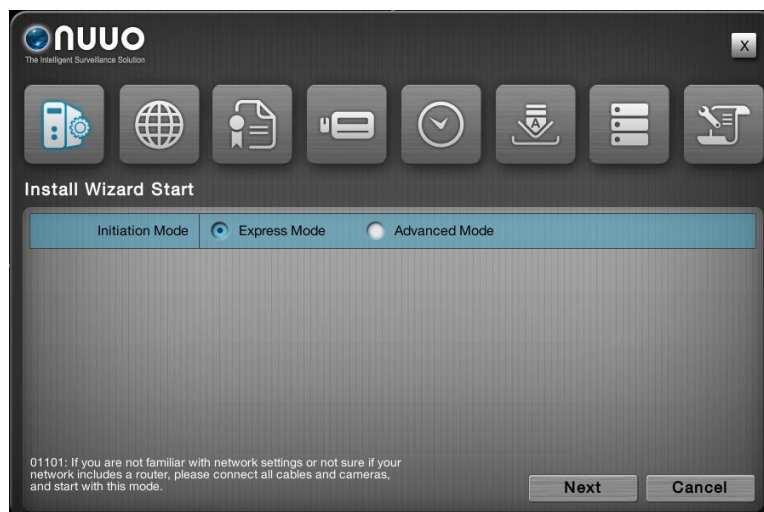 nuuo
The Intelligent Surveillance Solution
X
A
Install Wizard Start
Initiation Mode
Express Mode
Advanced Mode
01101: If you are not familiar with network settings or not sure if your
network includes a router, please connect all cables and cameras,
and start with this mode.
Next
Cancel